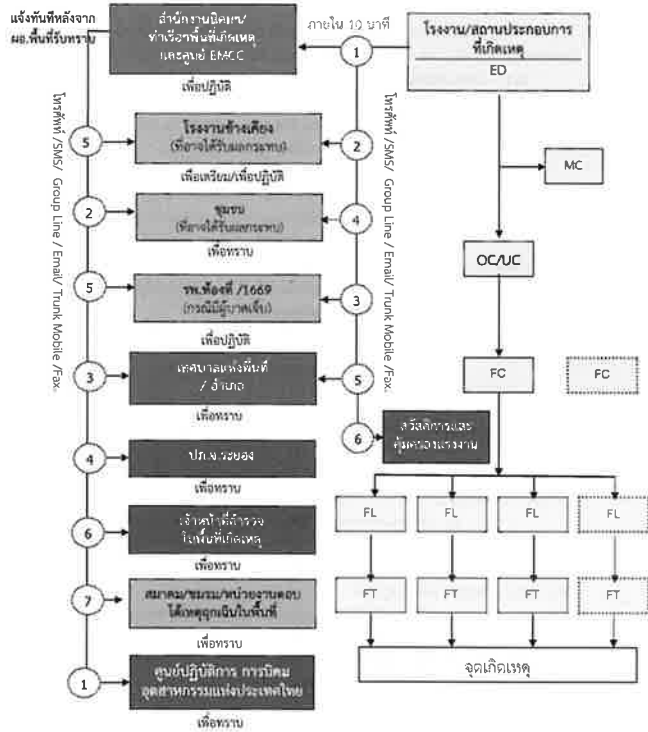 แจ้งทันทีหลังจาก
ผอ.พื้นที่รับทราบ
สำนักงานนิคมฯ/
ท่าเรือฯพื้นที่เกิดเหตุ
และศูนย์ EMCC
เพื่อปฏิบัติ
ภายใน 10 นาที
1
โรงงาน/สถานประกอบการ
ที่เกิดเหตุ
ED
โทรศัพท์ /SMS/ Group Line / Email/ Trunk Mobile /Fax.
โทรศัพท์ /SMS/ Group Line / Email/ Trunk Mobile /Fax.
5
โรงงานข้างเคียง
(ที่อาจได้รับผลกระทบ)
2
เพื่อเตรียม/เพื่อปฏิบัติ
MC
2
ชุมชน
(ที่อาจได้รับผลกระทบ)
4
เพื่อทราบ
OC/UC
5
รพ.ท้องที่ /1669
(กรณีมีผู้บาดเจ็บ)
3
เพื่อปฏิบัติ
3
เทศบาลแห่งพื้นที่
/ อำเภอ
5
เพื่อทราบ
FC
FC
6
สวัสดิการและ
คุ้มครองแรงงาน
4
ปภ.จ.ระยอง
เพื่อทราบ
6
เจ้าหน้าที่ตำรวจ
ในพื้นที่เกิดเหตุ
เพื่อทราบ
FL
FL
FL
FL
7
สมาคม/ชมรม/หน่วยงานตอบ
โต้เหตุฉุกเฉินในพื้นที่
เพื่อทราบ
FT
FT
FT
FT
1
ศูนย์ปฏิบัติการ การนิคม
อุตสาหกรรมแห่งประเทศไทย
เพื่อทราบ
จุดเกิดเหตุ